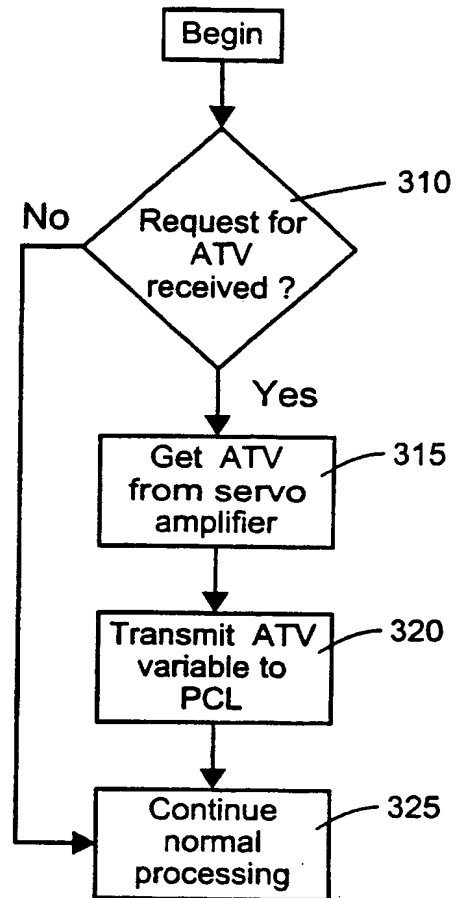 Begin
310
No
Request for
ATV
received ?
Yes
Get ATV
from servo
amplifier
315
Transmit ATV
variable to
PCL
320
Continue
normal
processing
325